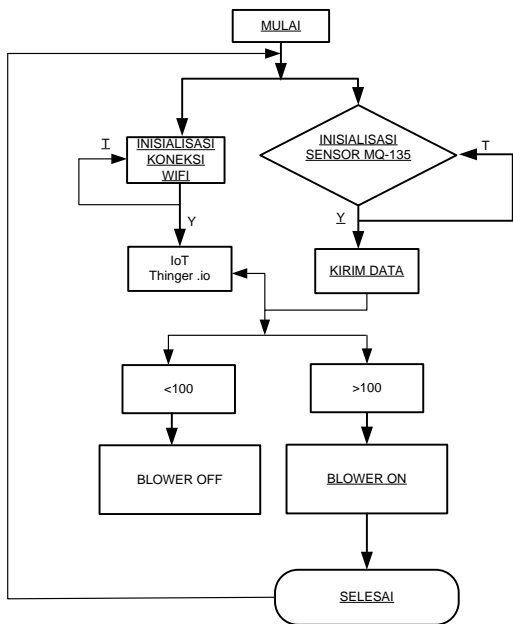 MULAI
T
INISIALISASI
KONEKSI
WIFI
INISIALISASI
SENSOR MQ-135
T
Y
Y
IoT
Thinger .io
KIRIM DATA
<100
>100
BLOWER OFF
BLOWER ON
SELESAI